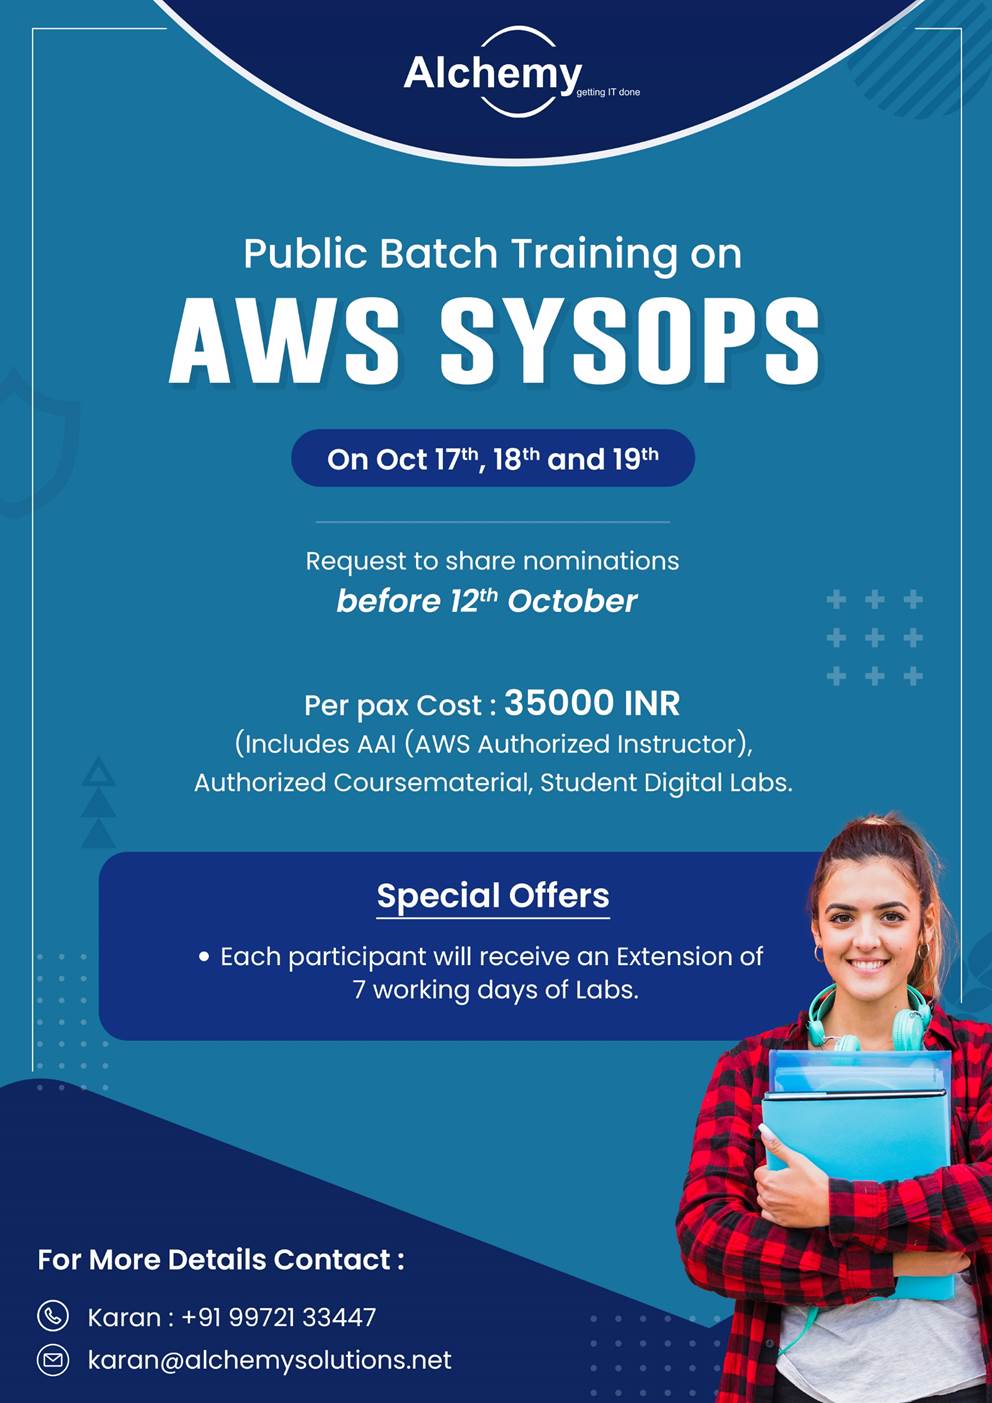 Alchemy
getting IT done
Public Batch Training on
AWS SYSOPS
On Oct 17th, 18th and 19th
Request to share nominations
before 12th October
Per pax Cost : 35000 INR
(Includes AAI (AWS Authorized Instructor),
Authorized Coursematerial, Student Digital Labs.
Special Offers
• Each participant will receive an Extension of
7 working days of Labs.
For More Details Contact :
Karan : +91 99721 33447
karan@alchemysolutions.net